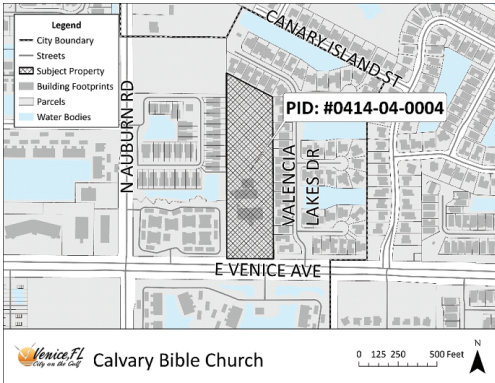 Legend
City Boundary
Streets
Subject Property
Building Footprints
Parcels
Water Bodies
CANARY ISLAND ST
N AUBURN RD
PID: #0414-04-0004
VALENCIA
LAKES DR
E VENICE AVE
Venice, FL
City on the Gulf
Calvary Bible Church
0 125 250 500 Feet
N